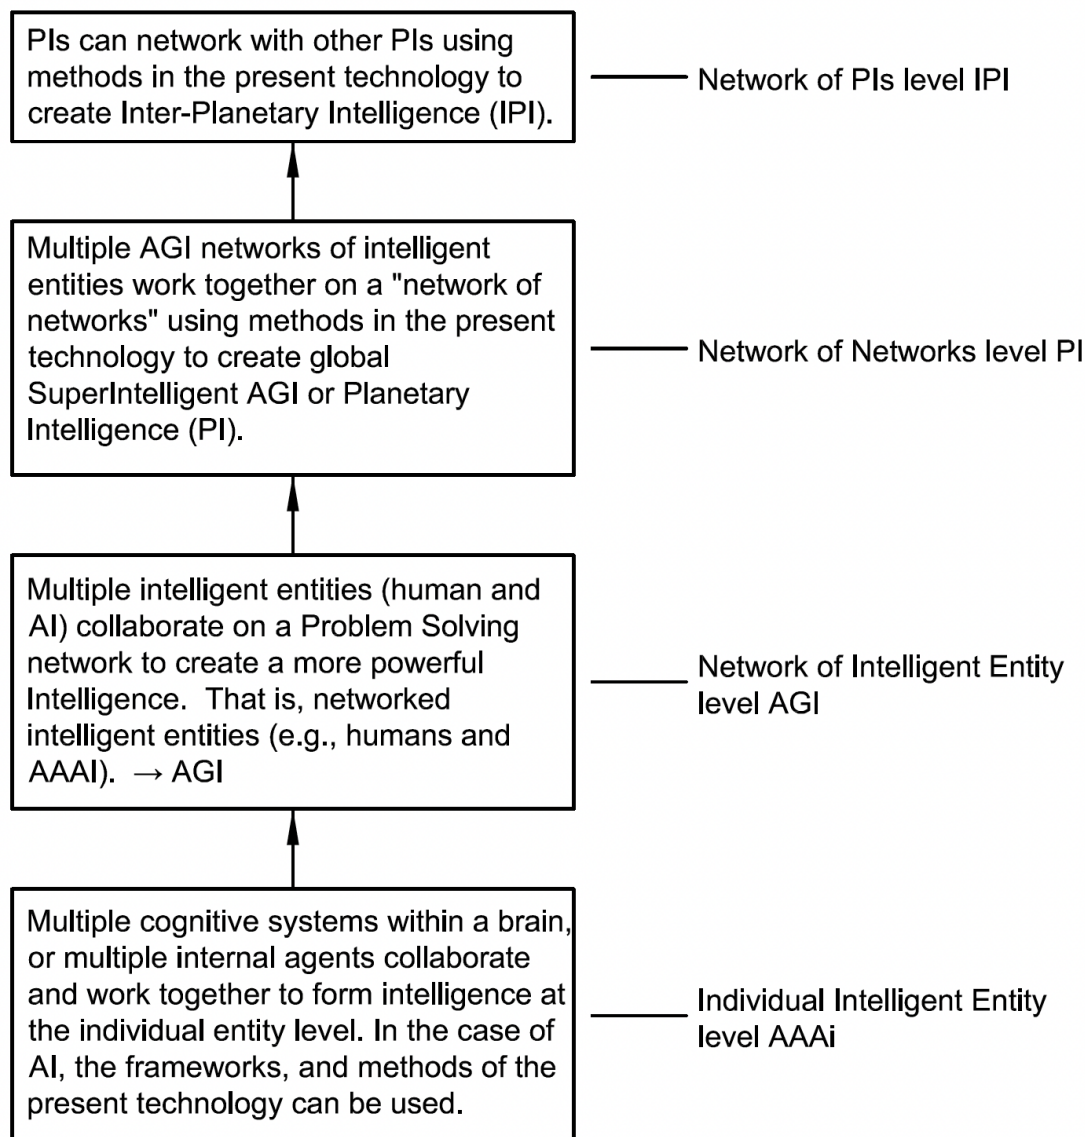 PIs can network with other PIs using
methods in the present technology to
create Inter-Planetary Intelligence (IPI).
Network of PIs level IPI
Multiple AGI networks of intelligent
entities work together on a "network of
networks" using methods in the present
technology to create global
SuperIntelligent AGI or Planetary
Intelligence (PI).
Network of Networks level PI
Multiple intelligent entities (human and
AI) collaborate on a Problem Solving
network to create a more powerful
Intelligence.  That is, networked
intelligent entities (e.g., humans and
AAAI).  → AGI
Network of Intelligent Entity
level AGI
Multiple cognitive systems within a brain,
or multiple internal agents collaborate
and work together to form intelligence at
the individual entity level. In the case of
AI, the frameworks, and methods of the
present technology can be used.
Individual Intelligent Entity
level AAAi